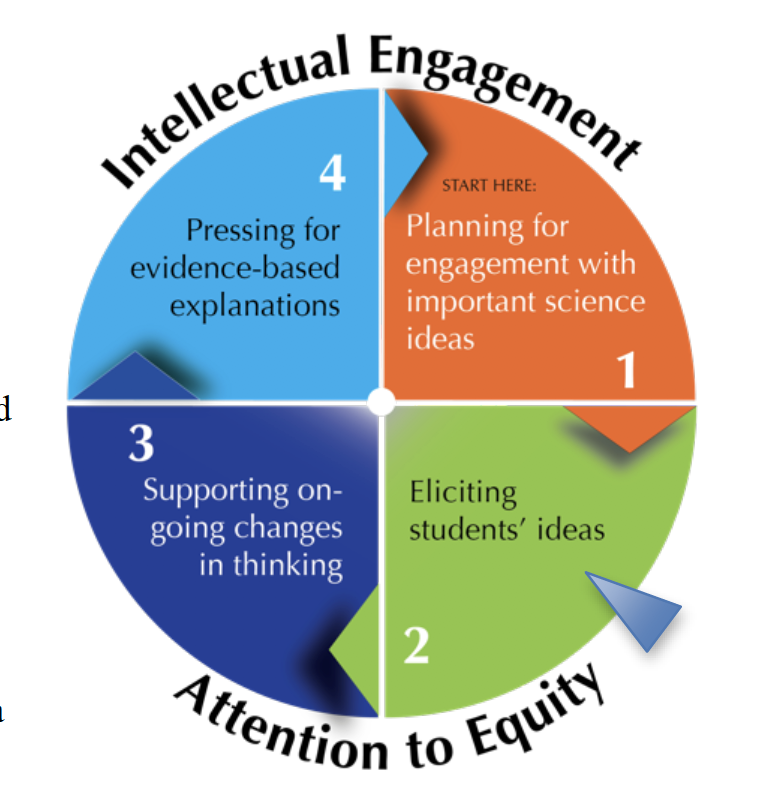 Intellectual Engagement
START HERE:
Planning for
engagement with
important science
ideas
1
Eliciting
students’ ideas
2
3
Supporting on-
going changes
in thinking
4
Pressing for
evidence-based
explanations
Attention to Equity
d
a